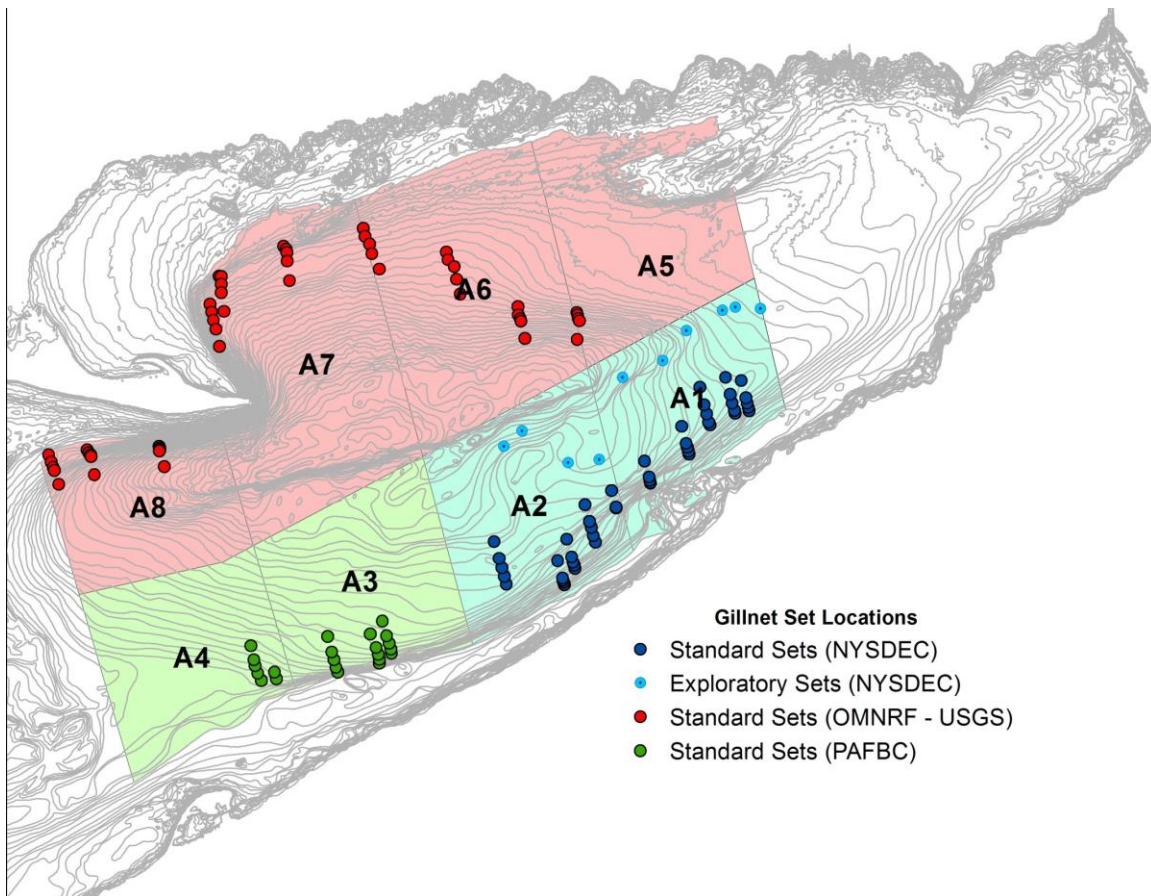 A5
A6
A7
A1
A8
A2
A3
A4
Gillnet Set Locations
Standard Sets (NYSDEC)
Exploratory Sets (NYSDEC)
Standard Sets (OMNRF - USGS)
Standard Sets (PAFBC)